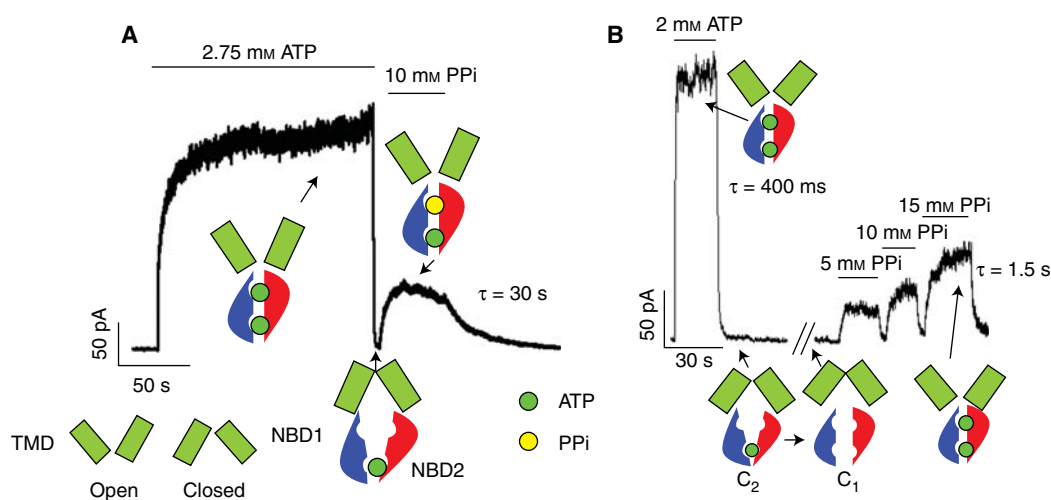 A
2.75 mM ATP
10 mM PPi
τ = 30 s
50 pA
50 s
TMD
Open
Closed
NBD1
NBD2
ATP
PPi
B
2 mM ATP
τ = 400 ms
15 mM PPi
10 mM PPi
5 mM PPi
τ = 1.5 s
50 pA
30 s
C2
C1